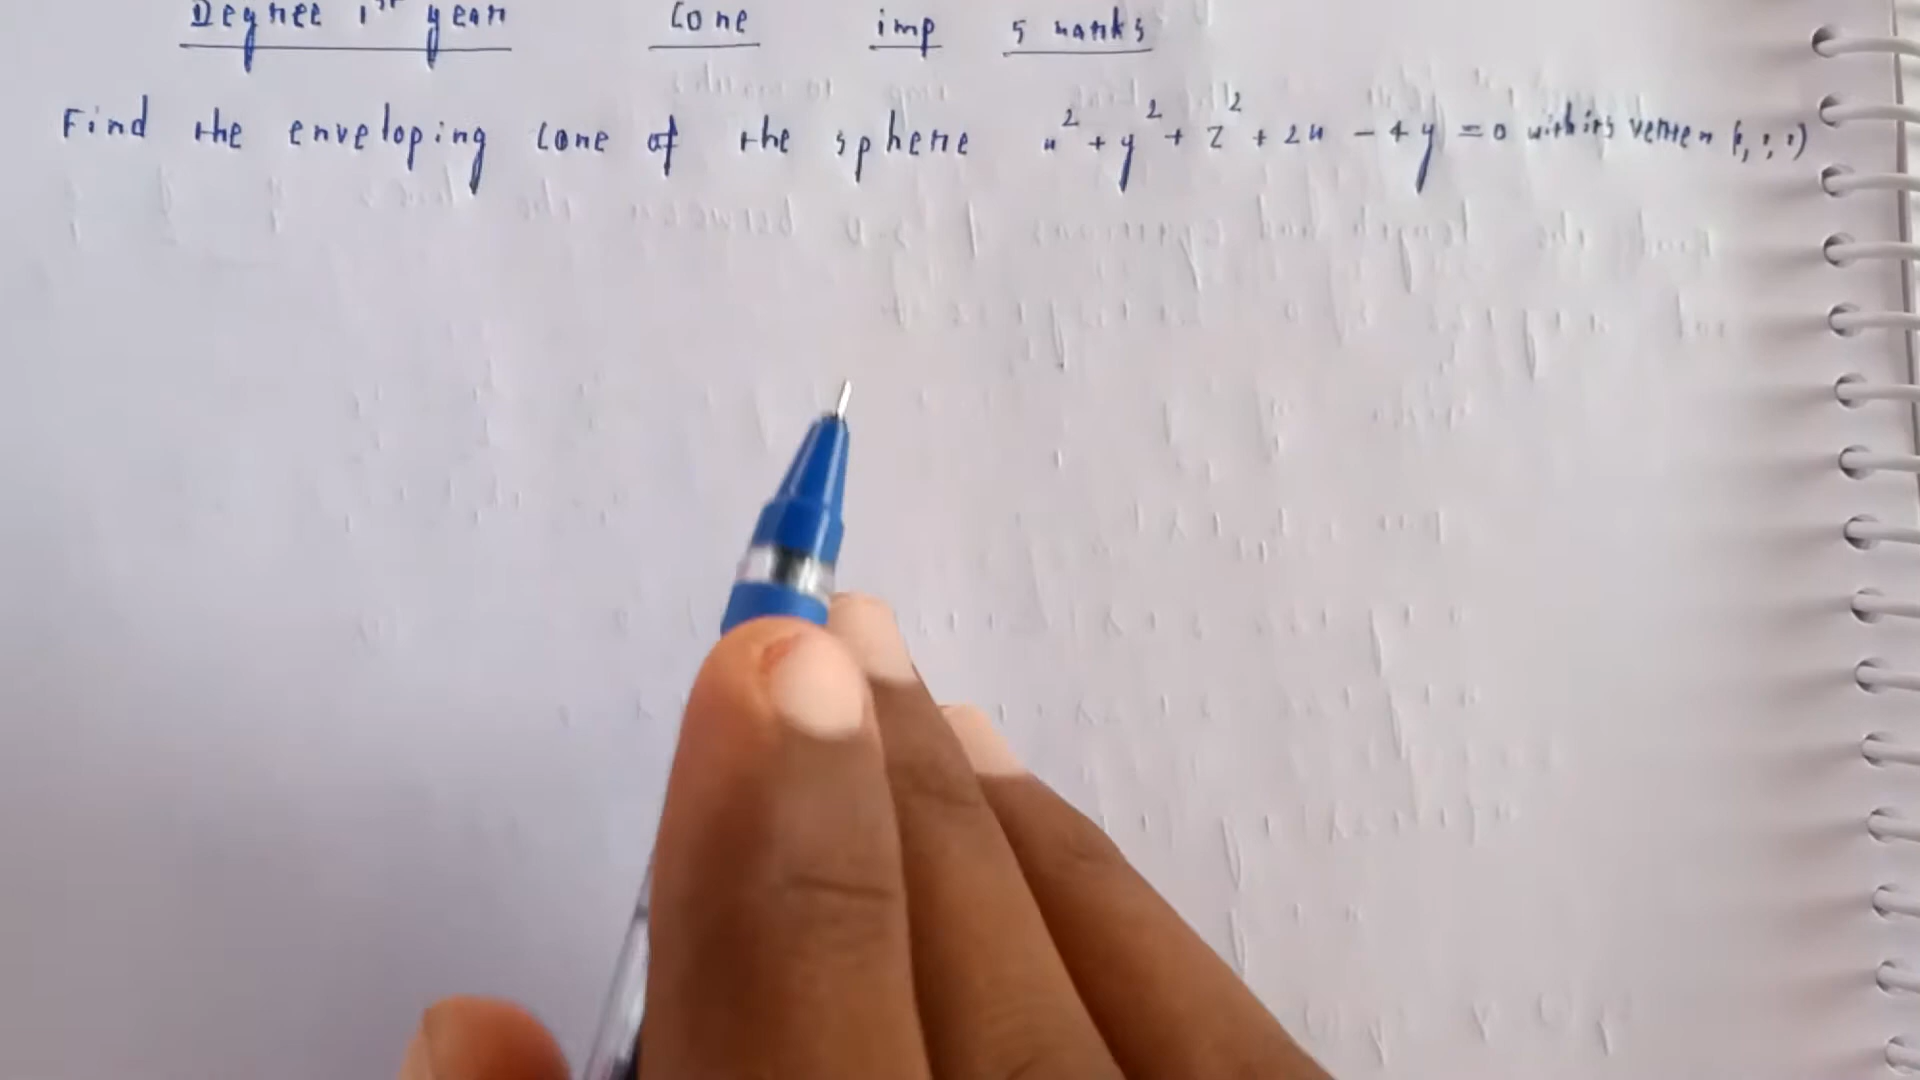 Degree 1st year Cone imp 5 marks
Find the enveloping cone of the sphere x² + y² + z² + 2x - 4y = 0 with its vertex (1, 1, 1)